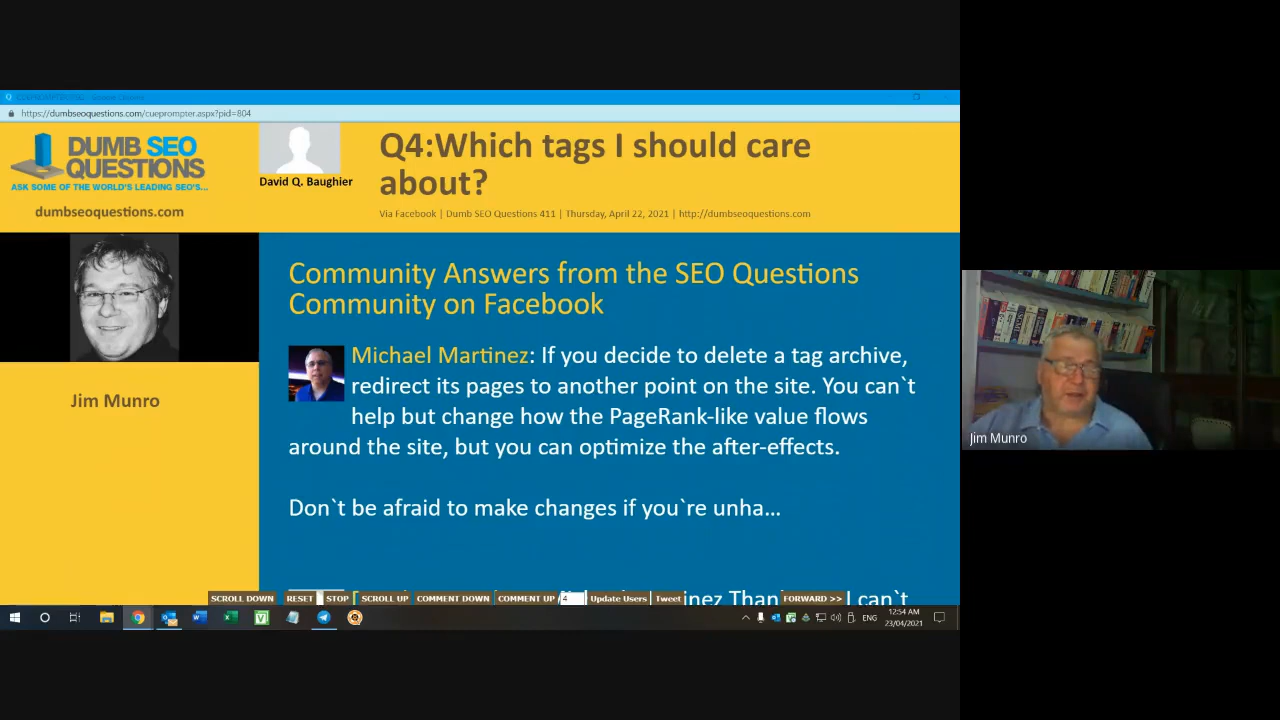 https://dumbseoquestions.com/cueprompter.aspx?pid=804
DUMB SEO
QUESTIONS
ASK SOME OF THE WORLD'S LEADING SEO'S...
dumbseoquestions.com
David Q. Baughier
Q4:Which tags I should care
about?
Via Facebook | Dumb SEO Questions 411 | Thursday, April 22, 2021 | http://dumbseoquestions.com
Jim Munro
Community Answers from the SEO Questions
Community on Facebook
Michael Martinez: If you decide to delete a tag archive,
redirect its pages to another point on the site. You can`t
help but change how the PageRank-like value flows
around the site, but you can optimize the after-effects.
Don`t be afraid to make changes if you`re unha...
inez Than
I can`t
SCROLL DOWN RESET STOP SCROLL UP COMMENT DOWN COMMENT UP 4 Update Users Tweet FORWARD >>
ENG
12:54 AM
23/04/2021
Jim Munro